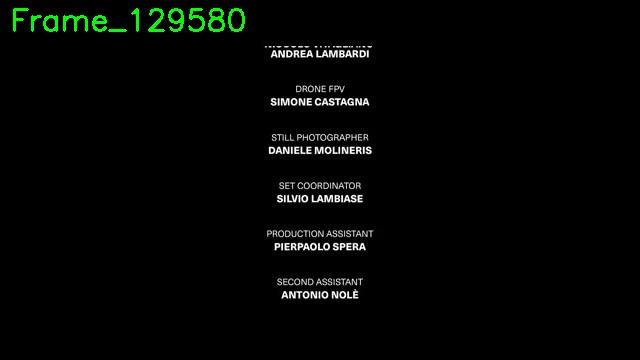 Frame_129580
ANDREA LAMBARDI
DRONE FPV
SIMONE CASTAGNA
STILL PHOTOGRAPHER
DANIELE MOLINERIS
SET COORDINATOR
SILVIO LAMBIASE
PRODUCTION ASSISTANT
PIERPAOLO SPERA
SECOND ASSISTANT
ANTONIO NOLÈ